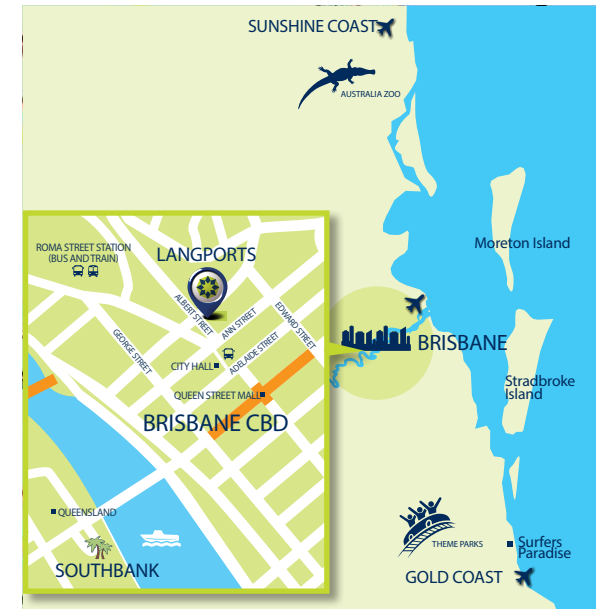 SUNSHINE COAST
AUSTRALIA ZOO
Moreton Island
BRISBANE
Stradbroke
Island
THEME PARKS
Surfers
Paradise
GOLD COAST
ROMA STREET STATION
(BUS AND TRAIN)
LANGPORTS
ALBERT STREET
ANN STREET
EDWARD STREET
GEORGE STREET
ADELAIDE STREET
CITY HALL
QUEEN STREET MALL
BRISBANE CBD
QUEENSLAND
SOUTHBANK